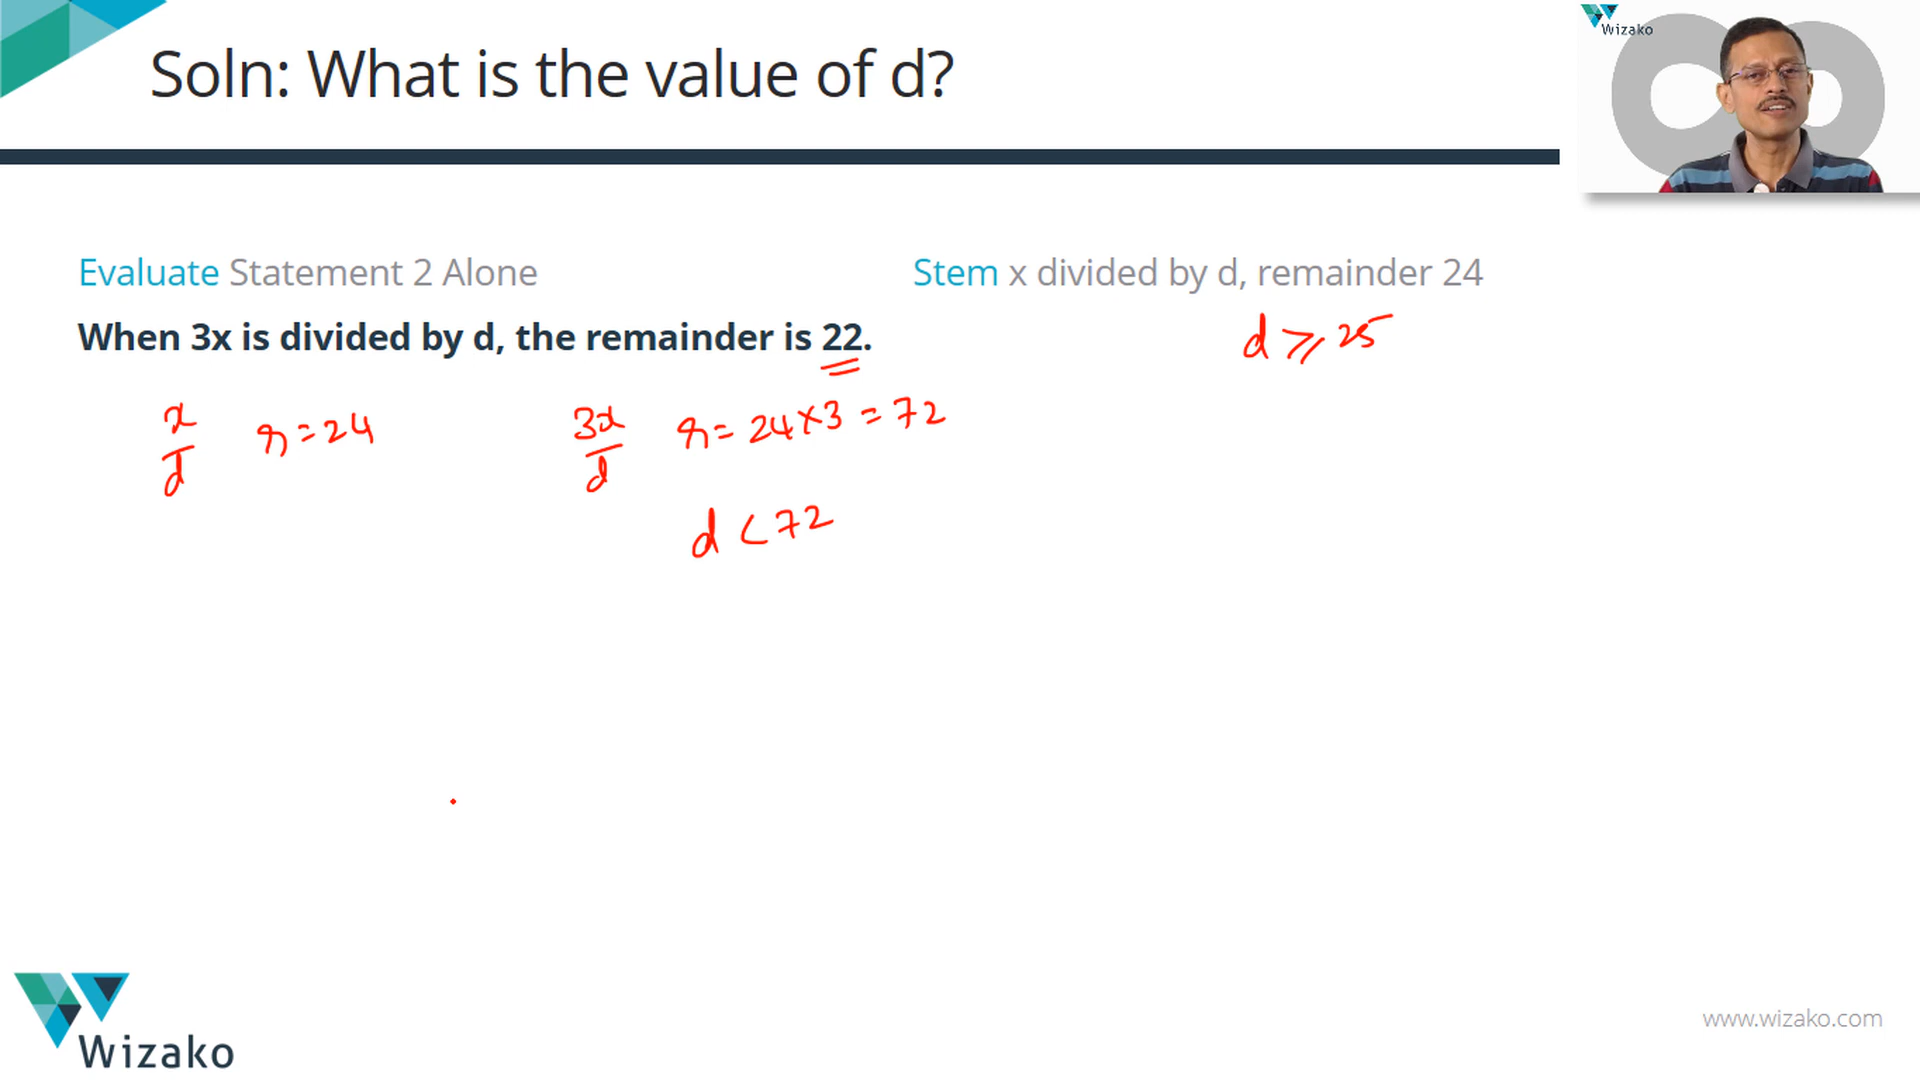 Soln: What is the value of d?
Wizako
Evaluate Statement 2 Alone
Stem x divided by d, remainder 24
When 3x is divided by d, the remainder is 22.
d ⩾ 25
x/d r = 24
3x/d r = 24 × 3 = 72
d < 72
Wizako
www.wizako.com